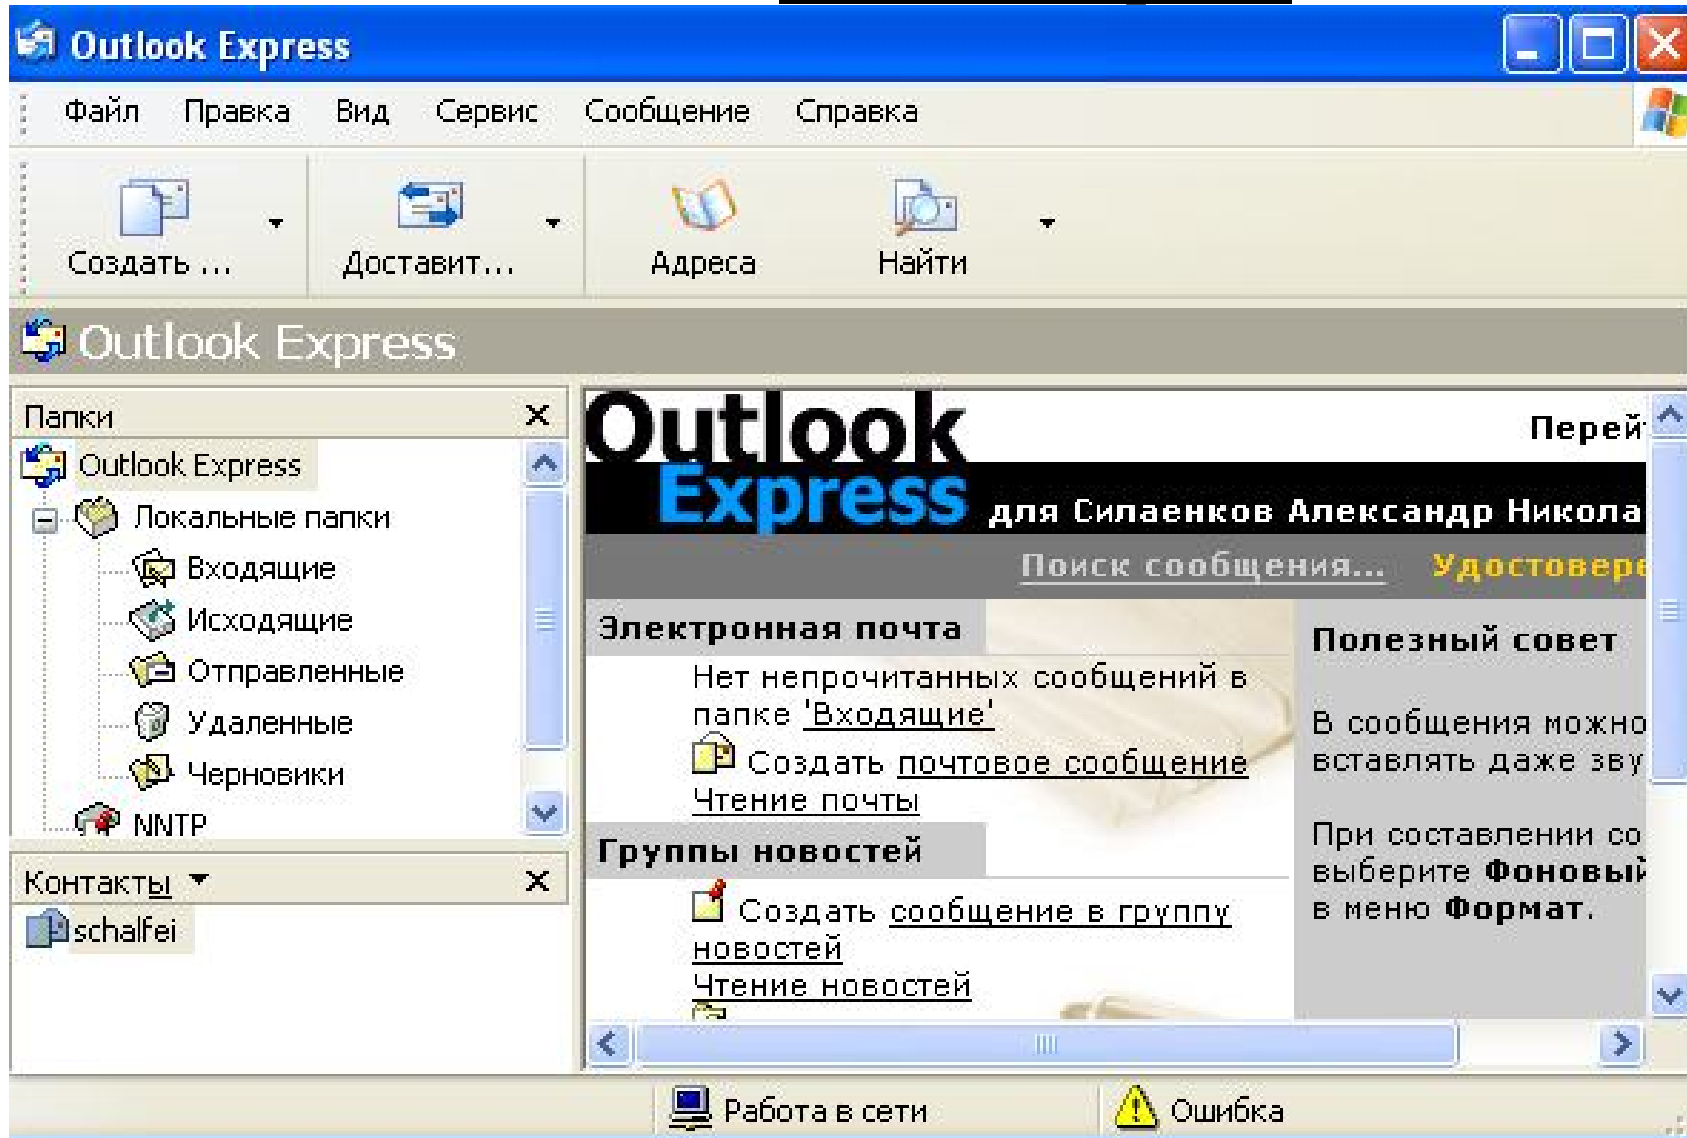 Outlook Express
Файл Правка Вид Сервис Сообщение Справка
Создать ... Доставит... Адреса Найти
Outlook Express
Папки
Outlook Express
Локальные папки
Входящие
Исходящие
Отправленные
Удаленные
Черновики
NNTP
Контакты
schalfei
Outlook
Перей
Express для Силаенков Александр Никола
Поиск сообщения... Удостовере
Электронная почта
Нет непрочитанных сообщений в
папке 'Входящие'
Создать почтовое сообщение
Чтение почты
Группы новостей
Создать сообщение в группу
новостей
Чтение новостей
Полезный совет
В сообщения можно
вставлять даже зву
При составлении со
выберите Фоновый
в меню Формат.
Работа в сети
Ошибка